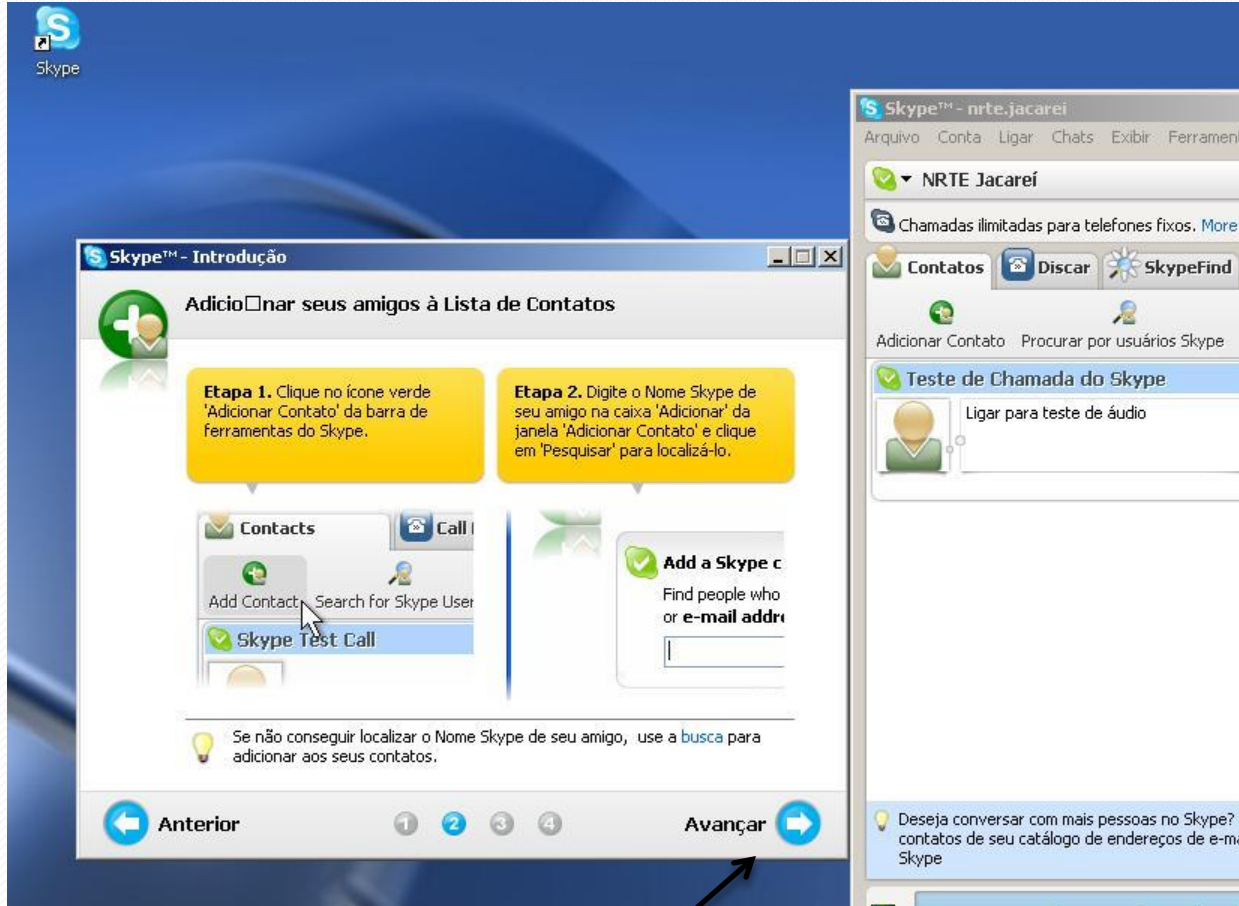 Skype
Skype™ - Introdução
Adicio□nar seus amigos à Lista de Contatos
Etapa 1. Clique no ícone verde
'Adicionar Contato' da barra de
ferramentas do Skype.
Etapa 2. Digite o Nome Skype de
seu amigo na caixa 'Adicionar' da
janela 'Adicionar Contato' e clique
em 'Pesquisar' para localizá-lo.
Contacts
Call
Add Contact
Search for Skype User
Skype Test Call
Add a Skype c
Find people who
or e-mail addre
Se não conseguir localizar o Nome Skype de seu amigo, use a busca para
adicionar aos seus contatos.
Anterior
1 2 3 4
Avançar
Skype™ - nrte.jacarei
Arquivo Conta Ligar Chats Exibir Ferrament
NRTE Jacareí
Chamadas ilimitadas para telefones fixos. More
Contatos Discar SkypeFind
Adicionar Contato Procurar por usuários Skype
Teste de Chamada do Skype
Ligar para teste de áudio
Deseja conversar com mais pessoas no Skype?
contatos de seu catálogo de endereços de e-ma
Skype